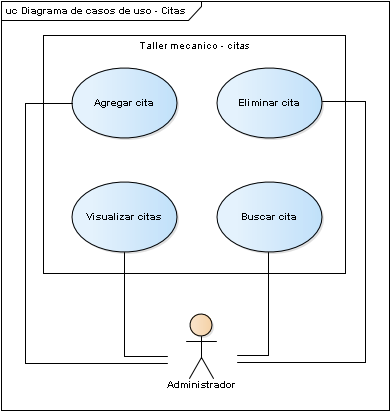 uc Diagrama de casos de uso - Citas
Taller mecanico - citas
Agregar cita
Eliminar cita
Visualizar citas
Buscar cita
Administrador